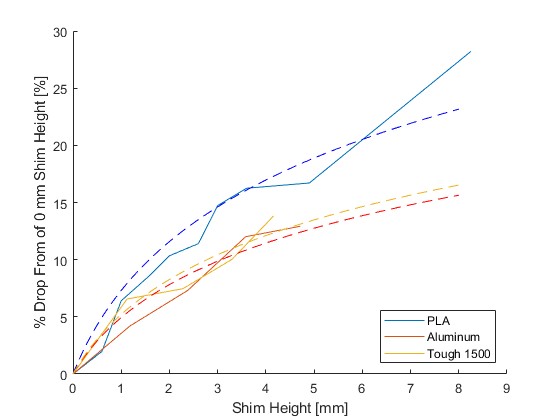 30
25
20
15
10
5
0
% Drop From of 0 mm Shim Height [%]
0 1 2 3 4 5 6 7 8 9
Shim Height [mm]
PLA
Aluminum
Tough 1500